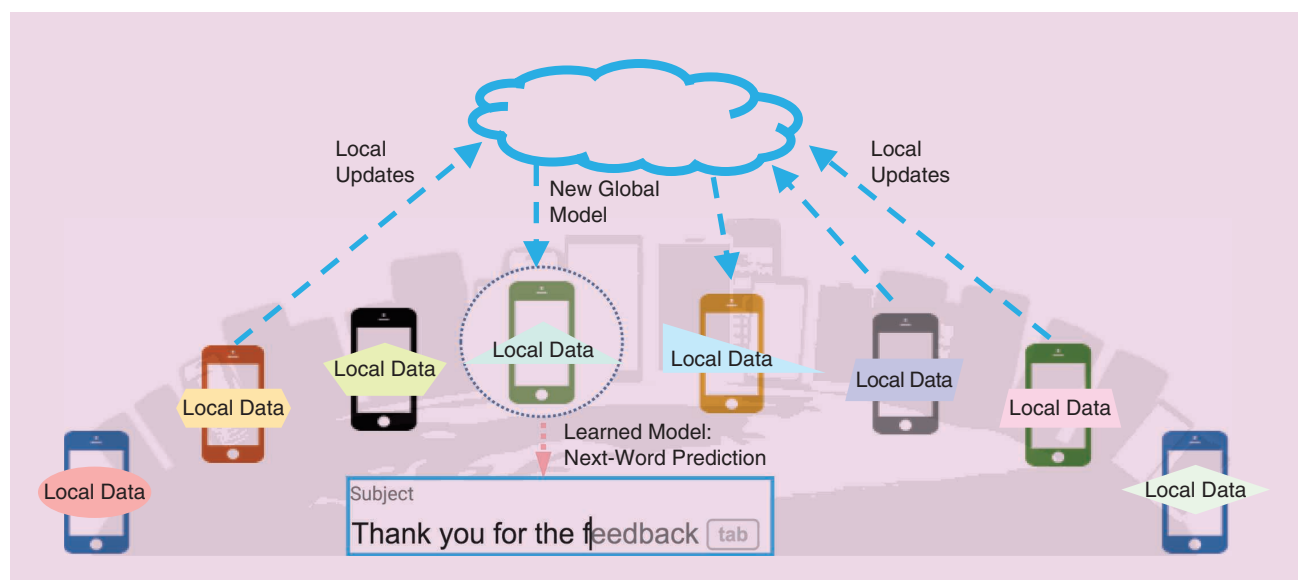 Local
Updates
Local
Updates
New Global
Model
Local Data
Local Data
Local Data
Local Data
Local Data
Local Data
Local Data
Local Data
Learned Model:
Next-Word Prediction
Subject
Thank you for the feedback tab